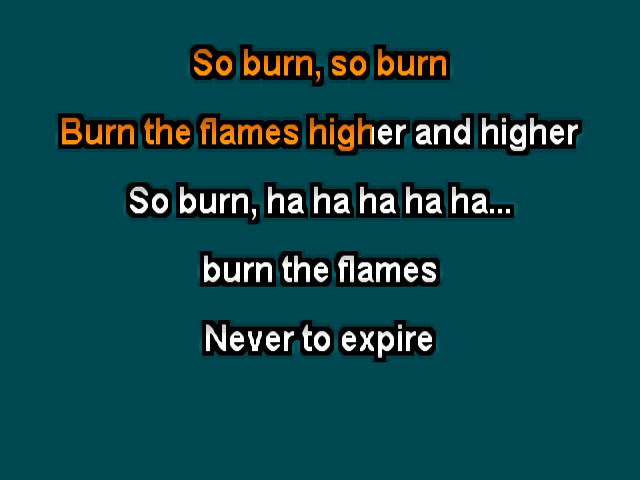 So burn, so burn
Burn the flames higher and higher
So burn, ha ha ha ha ha...
burn the flames
Never to expire